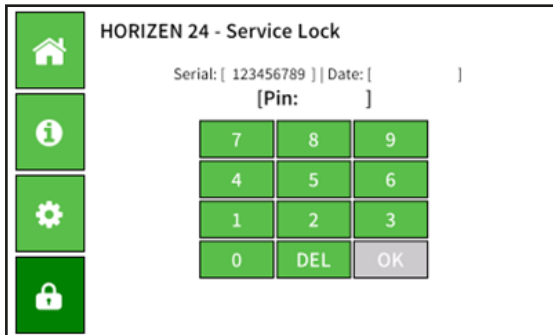 HORIZEN 24 - Service Lock
Serial: [ 123456789 ] | Date: [ ]
[Pin: ]
7 8 9
4 5 6
1 2 3
0 DEL OK